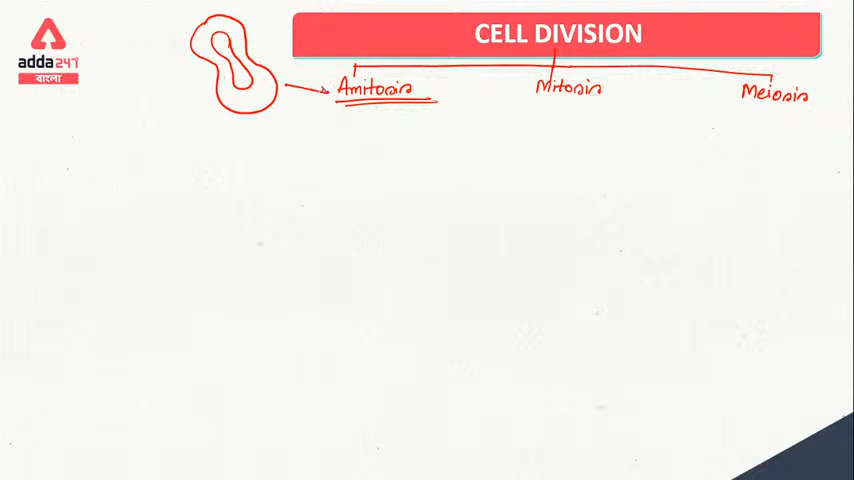 CELL DIVISION
adda247
বাংলা
Amitosis
Mitosis
Meiosis